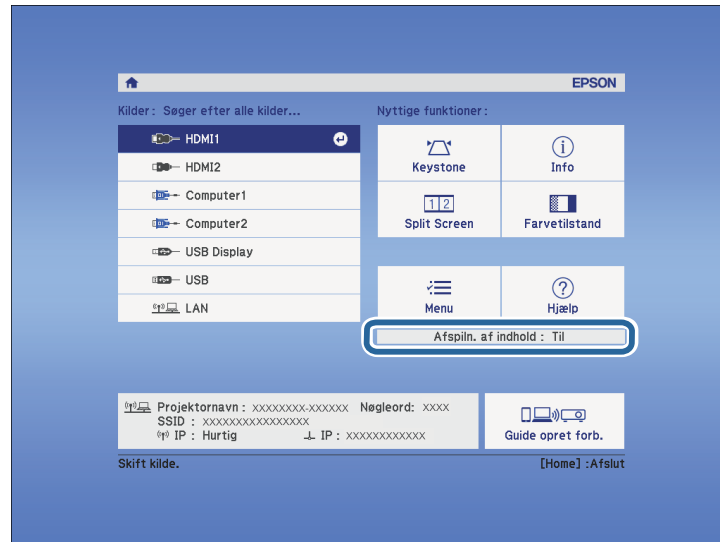 EPSON
Kilder : Søger efter alle kilder...
Nyttige funktioner :
HDMI1
HDMI2
Computer1
Computer2
USB Display
USB
LAN
Keystone
Info
1 2
Split Screen
Farvetilstand
Menu
Hjælp
Afspiln. af indhold : Til
Projektornavn : xxxxxxxx-xxxxxx Nøgleord: xxxx
SSID : xxxxxxxxxxxxxxx
IP : Hurtig IP : xxxxxxxxxxxx
Guide opret forb.
Skift kilde.
[Home] :Afslut